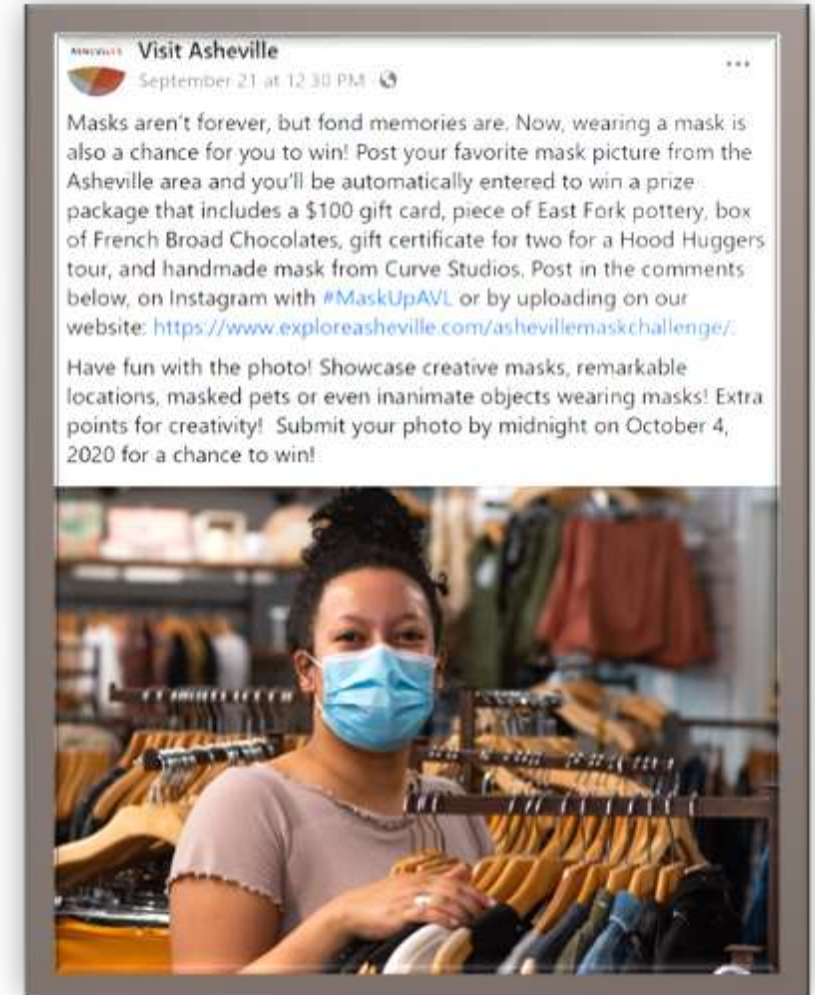 ASHEVILLE
Visit Asheville
September 21 at 12:30 PM
Masks aren't forever, but fond memories are. Now, wearing a mask is
also a chance for you to win! Post your favorite mask picture from the
Asheville area and you'll be automatically entered to win a prize
package that includes a $100 gift card, piece of East Fork pottery, box
of French Broad Chocolates, gift certificate for two for a Hood Huggers
tour, and handmade mask from Curve Studios. Post in the comments
below, on Instagram with #MaskUpAVL or by uploading on our
website: https://www.exploreasheville.com/ashevillemaskchallenge/.
Have fun with the photo! Showcase creative masks, remarkable
locations, masked pets or even inanimate objects wearing masks! Extra
points for creativity! Submit your photo by midnight on October 4,
2020 for a chance to win!